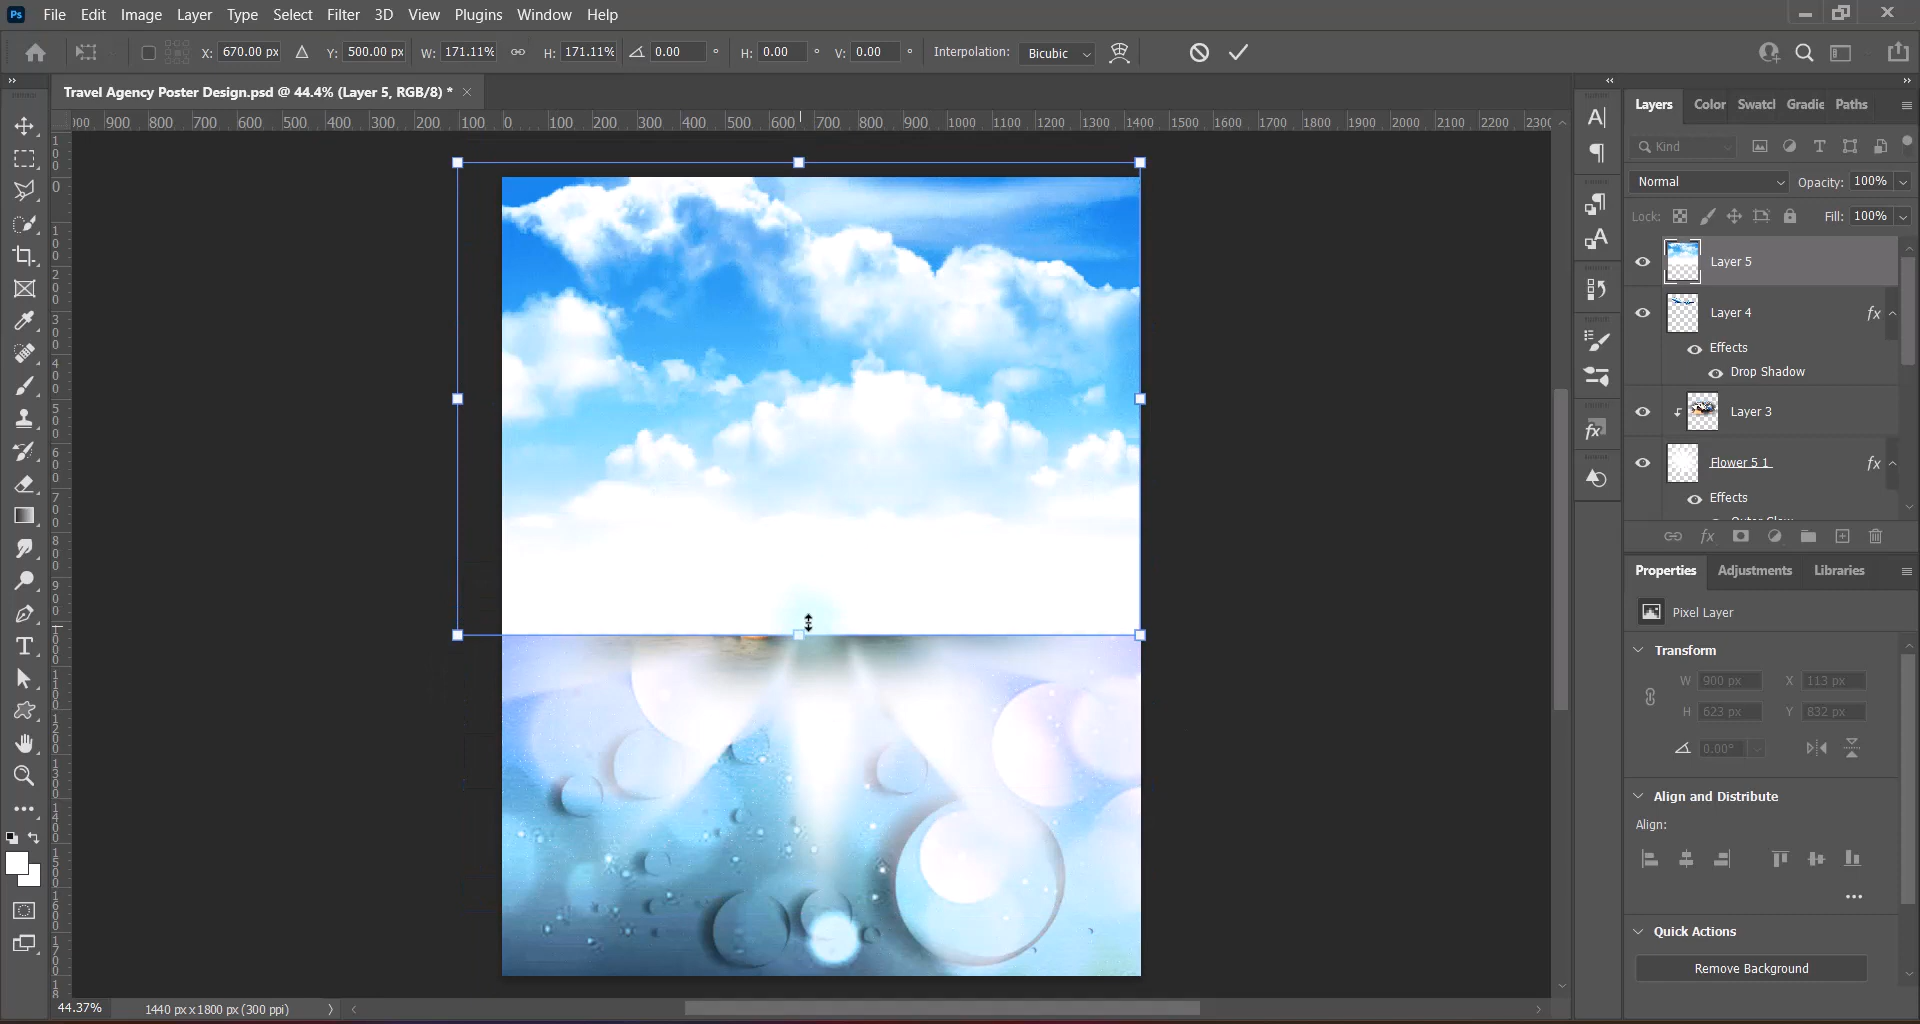 Ps File Edit Image Layer Type Select Filter 3D View Plugins Window Help
X: 670.00 px Y: 500.00 px W: 171.11% H: 171.11% 0.00 ° H: 0.00 ° V: 0.00 ° Interpolation: Bicubic
Travel Agency Poster Design.psd @ 44.4% (Layer 5, RGB/8) * ×
900 800 700 600 500 400 300 200 100 0 100 200 300 400 500 600 700 800 900 1000 1100 1200 1300 1400 1500 1600 1700 1800 1900 2000 2100 2200 2300
Layers Color Swatcl Gradie Paths
Kind
Normal Opacity: 100%
Lock: Fill: 100%
Layer 5
Layer 4 fx
Effects
Drop Shadow
Layer 3
Flower 5 1 fx
Effects
Properties Adjustments Libraries
Pixel Layer
Transform
W 900 px X 113 px
H 623 px Y 832 px
0.00°
Align and Distribute
Align:
Quick Actions
Remove Background
44.37% 1440 px x 1800 px (300 ppi)